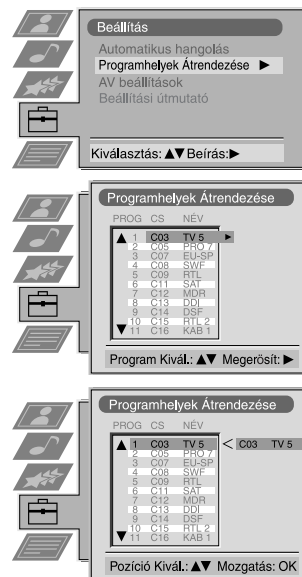 Beállítás
Automatikus hangolás
Programhelyek Átrendezése ▶
AV beállítások
Beállítási útmutató
Kiválasztás: ▲▼ Beírás:▶
Programhelyek Átrendezése
PROG CS NÉV
▲ 1 C03 TV 5 ▶
2 C05 PRO 7
3 C07 EU-SP
4 C08 SWF
5 C09 RTL
6 C11 SAT
7 C12 MDR
8 C13 DDI
9 C14 DSF
10 C15 RTL 2
▼ 11 C16 KAB 1
Program Kivál.: ▲▼ Megerösít: ▶
Programhelyek Átrendezése
PROG CS NÉV
▲ 1 C03 TV 5 < C03 TV 5
2 C05 PRO 7
3 C07 EU-SP
4 C08 SWF
5 C09 RTL
6 C11 SAT
7 C12 MDR
8 C13 DDI
9 C14 DSF
10 C15 RTL 2
▼ 11 C16 KAB 1
Pozíció Kivál.: ▲▼ Mozgatás: OK